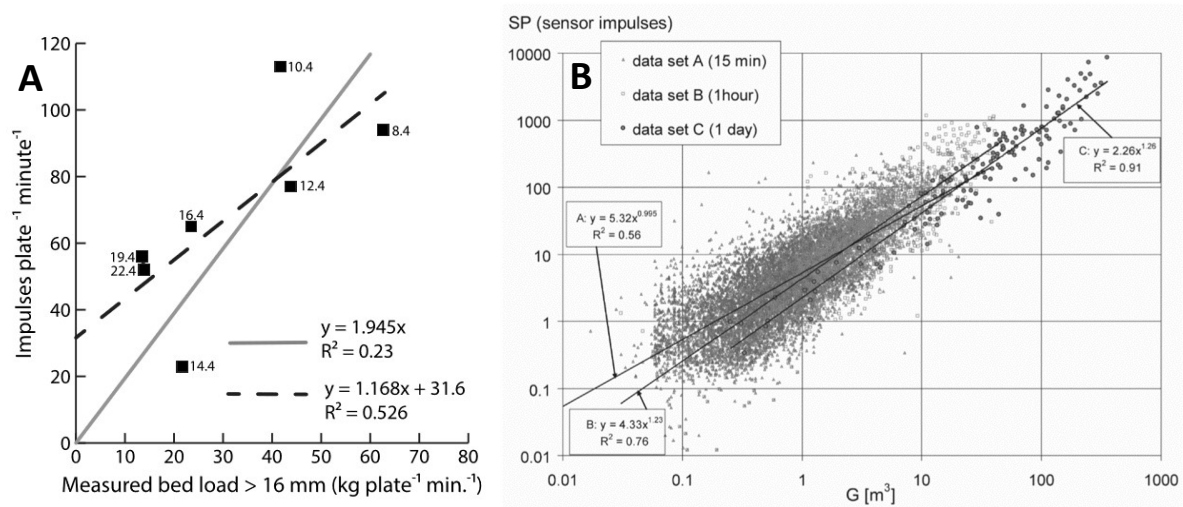 A
Impulses plate⁻¹ minute⁻¹
120
100
80
60
40
20
0
10.4
8.4
12.4
16.4
19.4
22.4
14.4
y = 1.945x
R² = 0.23
y = 1.168x + 31.6
R² = 0.526
0 10 20 30 40 50 60 70 80
Measured bed load > 16 mm (kg plate⁻¹ min.⁻¹)
SP (sensor impulses)
B
data set A (15 min)
data set B (1hour)
data set C (1 day)
10000
1000
100
10
1
0.1
0.01
C: y = 2.26x¹·²⁶
R² = 0.91
A: y = 5.32x⁰·⁹⁹⁵
R² = 0.56
B: y = 4.33x¹·²³
R² = 0.76
0.01 0.1 1 10 100 1000
G [m³]